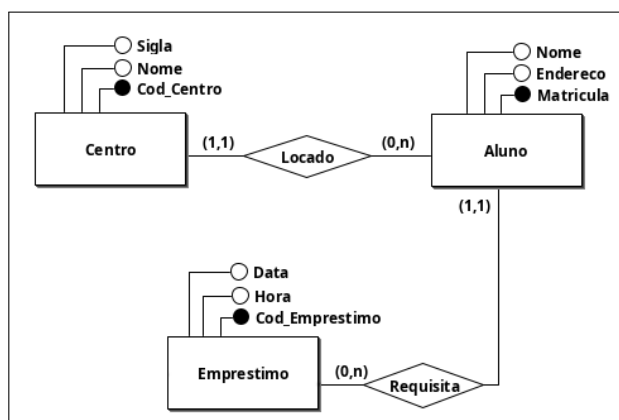 Sigla
Nome
Cod_Centro
Centro
(1,1)
Locado
(0,n)
Nome
Endereco
Matricula
Aluno
(1,1)
Data
Hora
Cod_Emprestimo
Emprestimo
(0,n)
Requisita